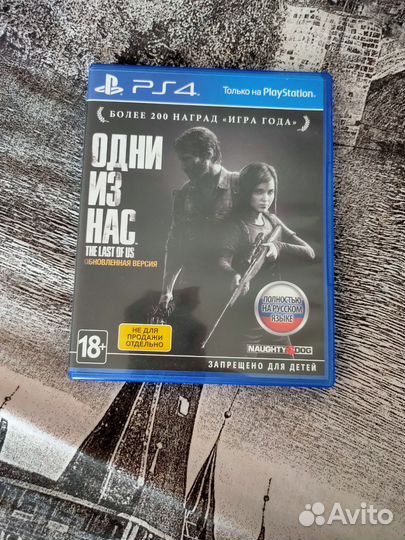 PS4
Только на PlayStation.
БОЛЕЕ 200 НАГРАД «ИГРА ГОДА»
ОДНИ
ИЗ
НАС
THE LAST OF US
ОБНОВЛЕННАЯ ВЕРСИЯ
ПОЛНОСТЬЮ
НА РУССКОМ
ЯЗЫКЕ
НЕ ДЛЯ
ПРОДАЖИ
ОТДЕЛЬНО
18+
NAUGHTY DOG
ЗАПРЕЩЕНО ДЛЯ ДЕТЕЙ
Avito